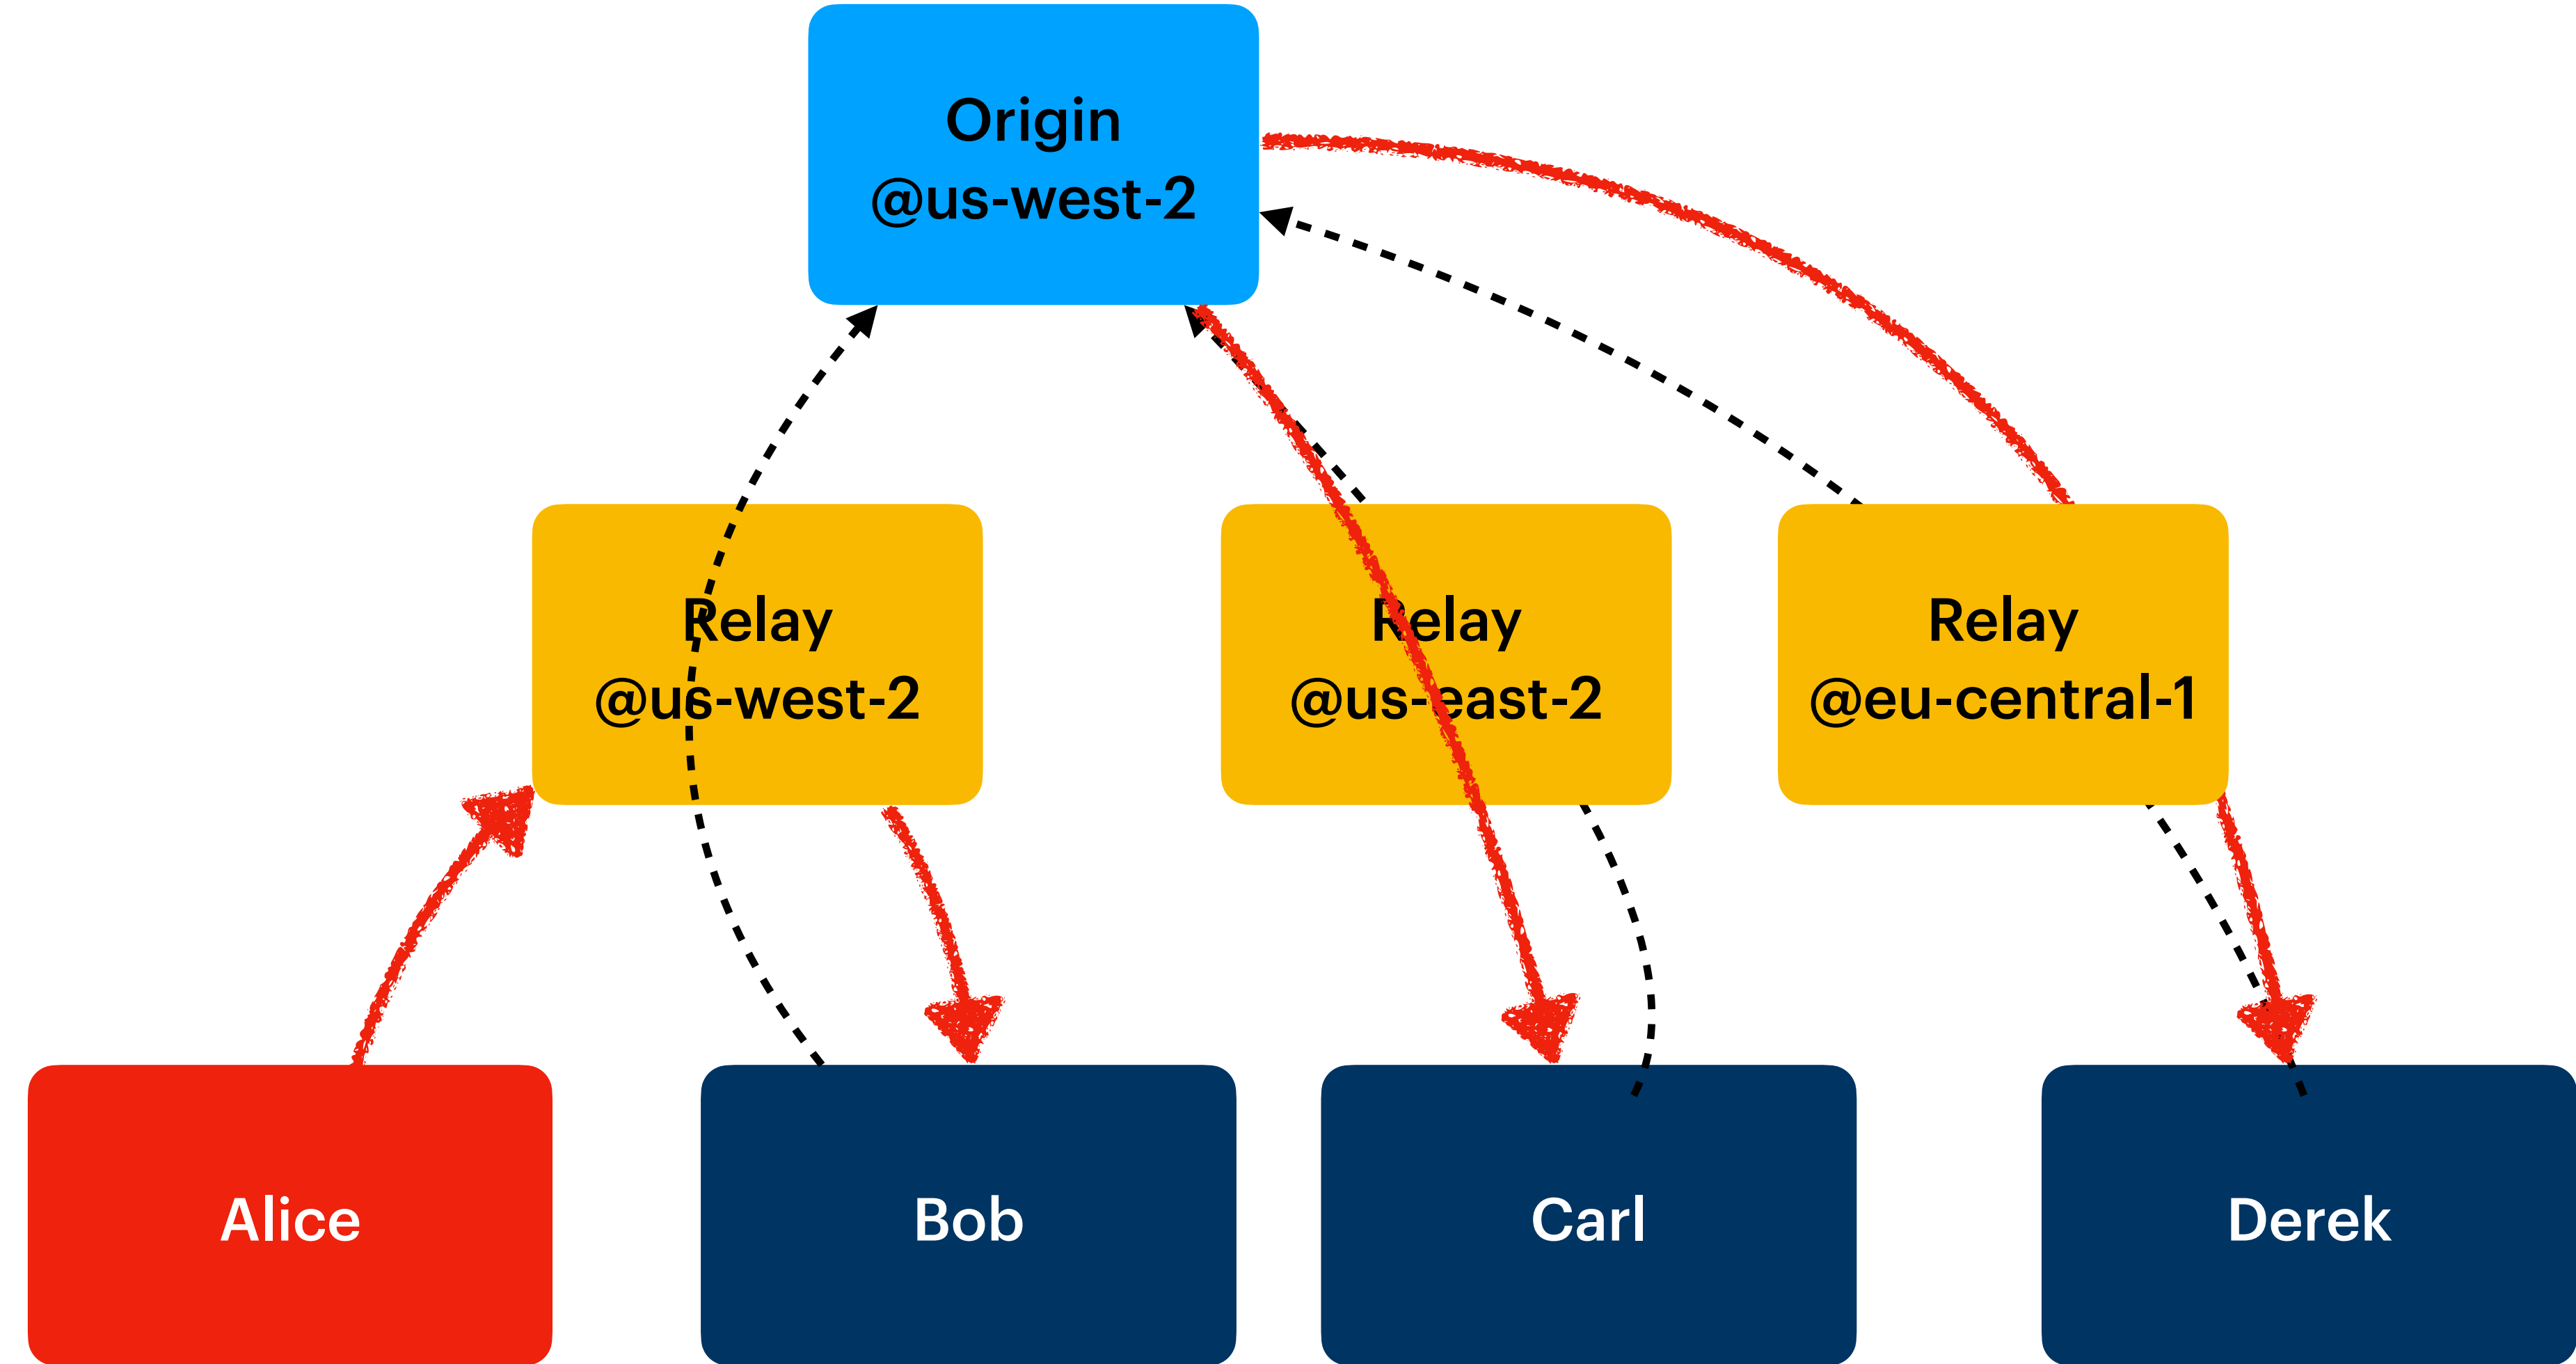 Origin
@us-west-2
Relay
@us-west-2
Relay
@us-east-2
Relay
@eu-central-1
Alice
Bob
Carl
Derek